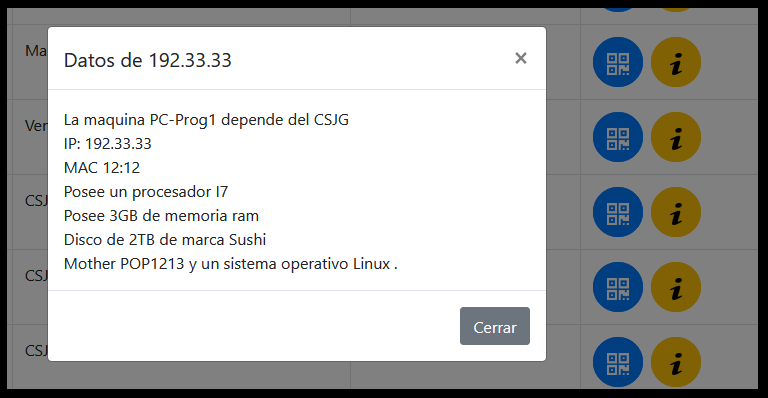 Datos de 192.33.33
×
La maquina PC-Prog1 depende del CSJG
IP: 192.33.33
MAC 12:12
Posee un procesador I7
Posee 3GB de memoria ram
Disco de 2TB de marca Sushi
Mother POP1213 y un sistema operativo Linux .
Cerrar
Ma
Ver
CSJ
CSJ
CSJ
i
i
i
i
i